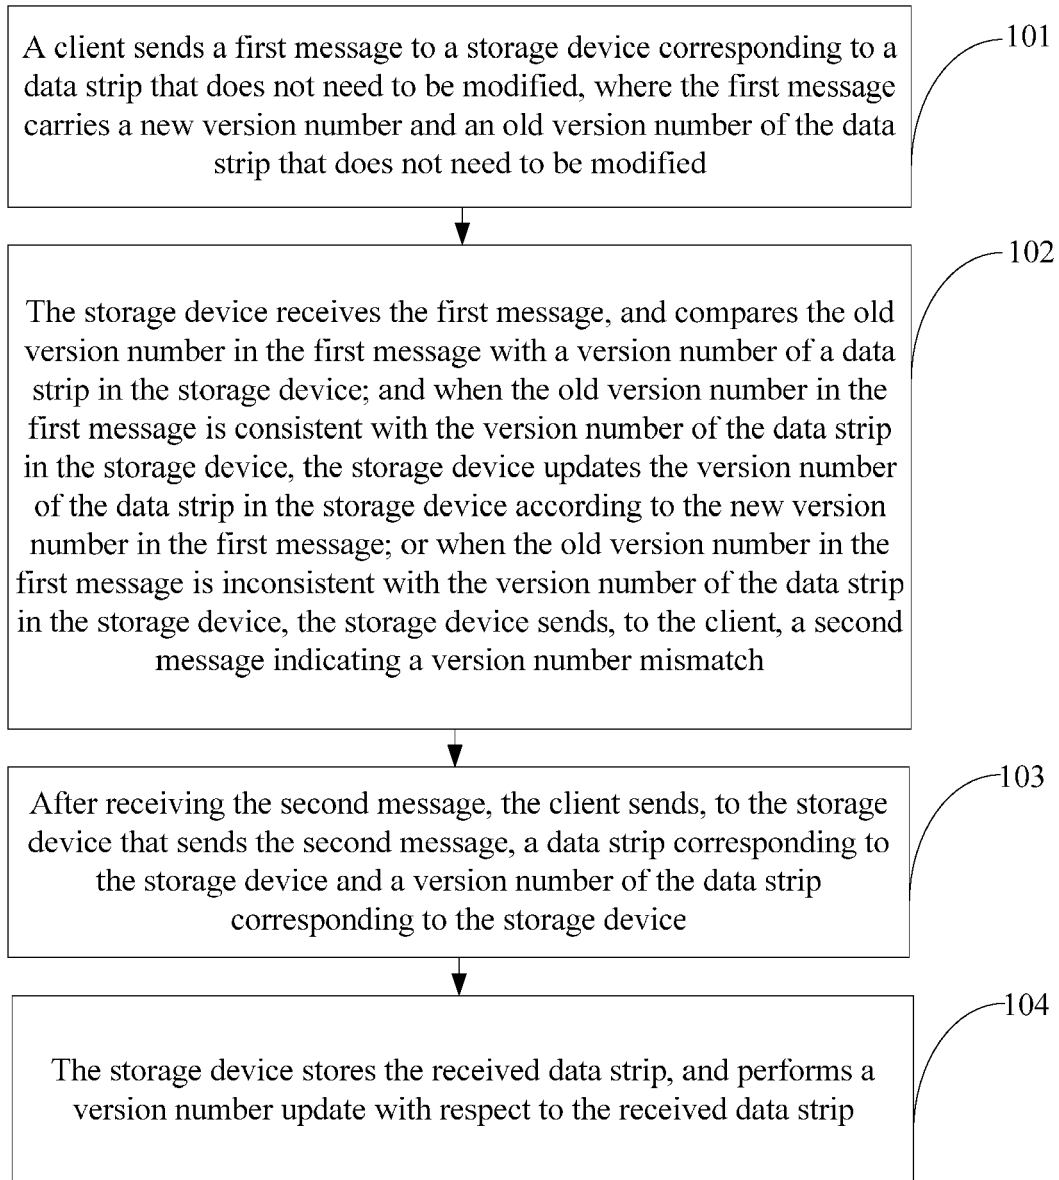 A client sends a first message to a storage device corresponding to a
data strip that does not need to be modified, where the first message
carries a new version number and an old version number of the data
strip that does not need to be modified
101
The storage device receives the first message, and compares the old
version number in the first message with a version number of a data
strip in the storage device; and when the old version number in the
first message is consistent with the version number of the data strip
in the storage device, the storage device updates the version number
of the data strip in the storage device according to the new version
number in the first message; or when the old version number in the
first message is inconsistent with the version number of the data strip
in the storage device, the storage device sends, to the client, a second
message indicating a version number mismatch
102
After receiving the second message, the client sends, to the storage
device that sends the second message, a data strip corresponding to
the storage device and a version number of the data strip
corresponding to the storage device
103
The storage device stores the received data strip, and performs a
version number update with respect to the received data strip
104